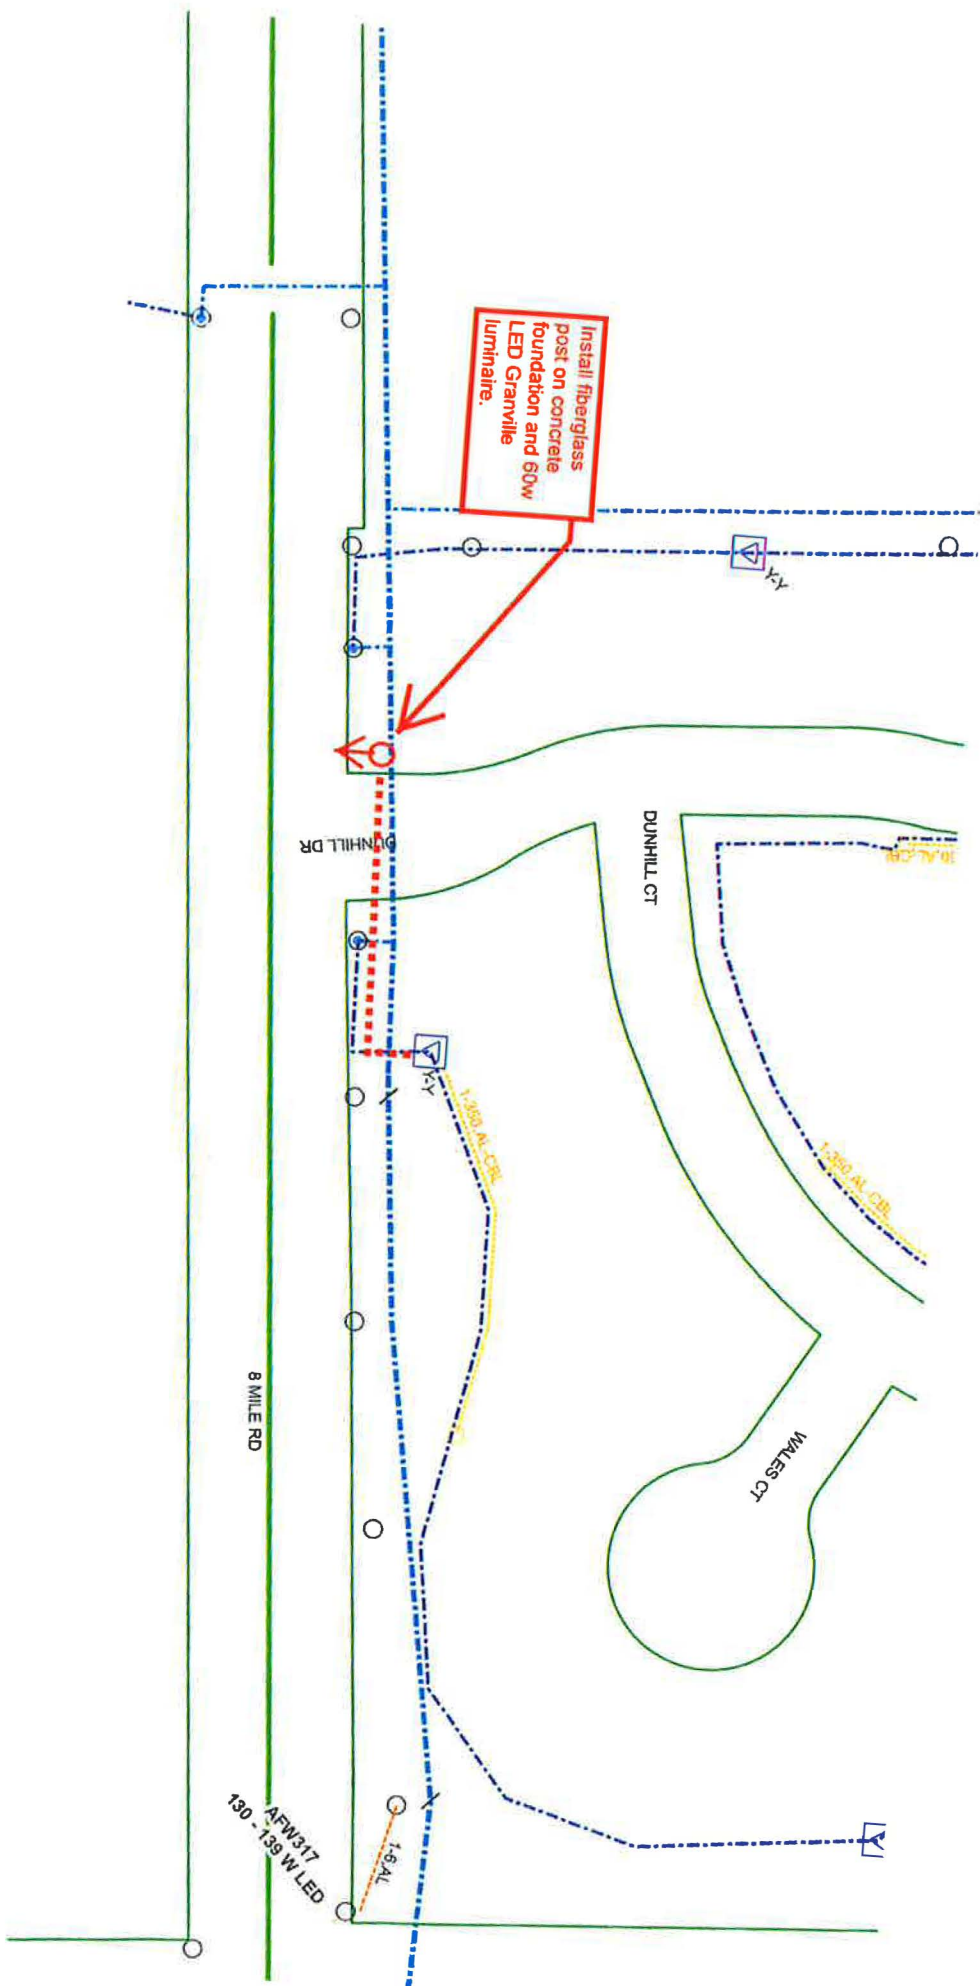 Install fiberglass
post on concrete
foundation and 60w
LED Granville
luminaire.
Y-Y
DUNHILL DR
DUNHILL CT
Y-Y
1-350 AL-CBL
1-350 AL-CBL
8 MILE RD
WALES CT
AFW317
130 - 139 W LED
1-6,AL